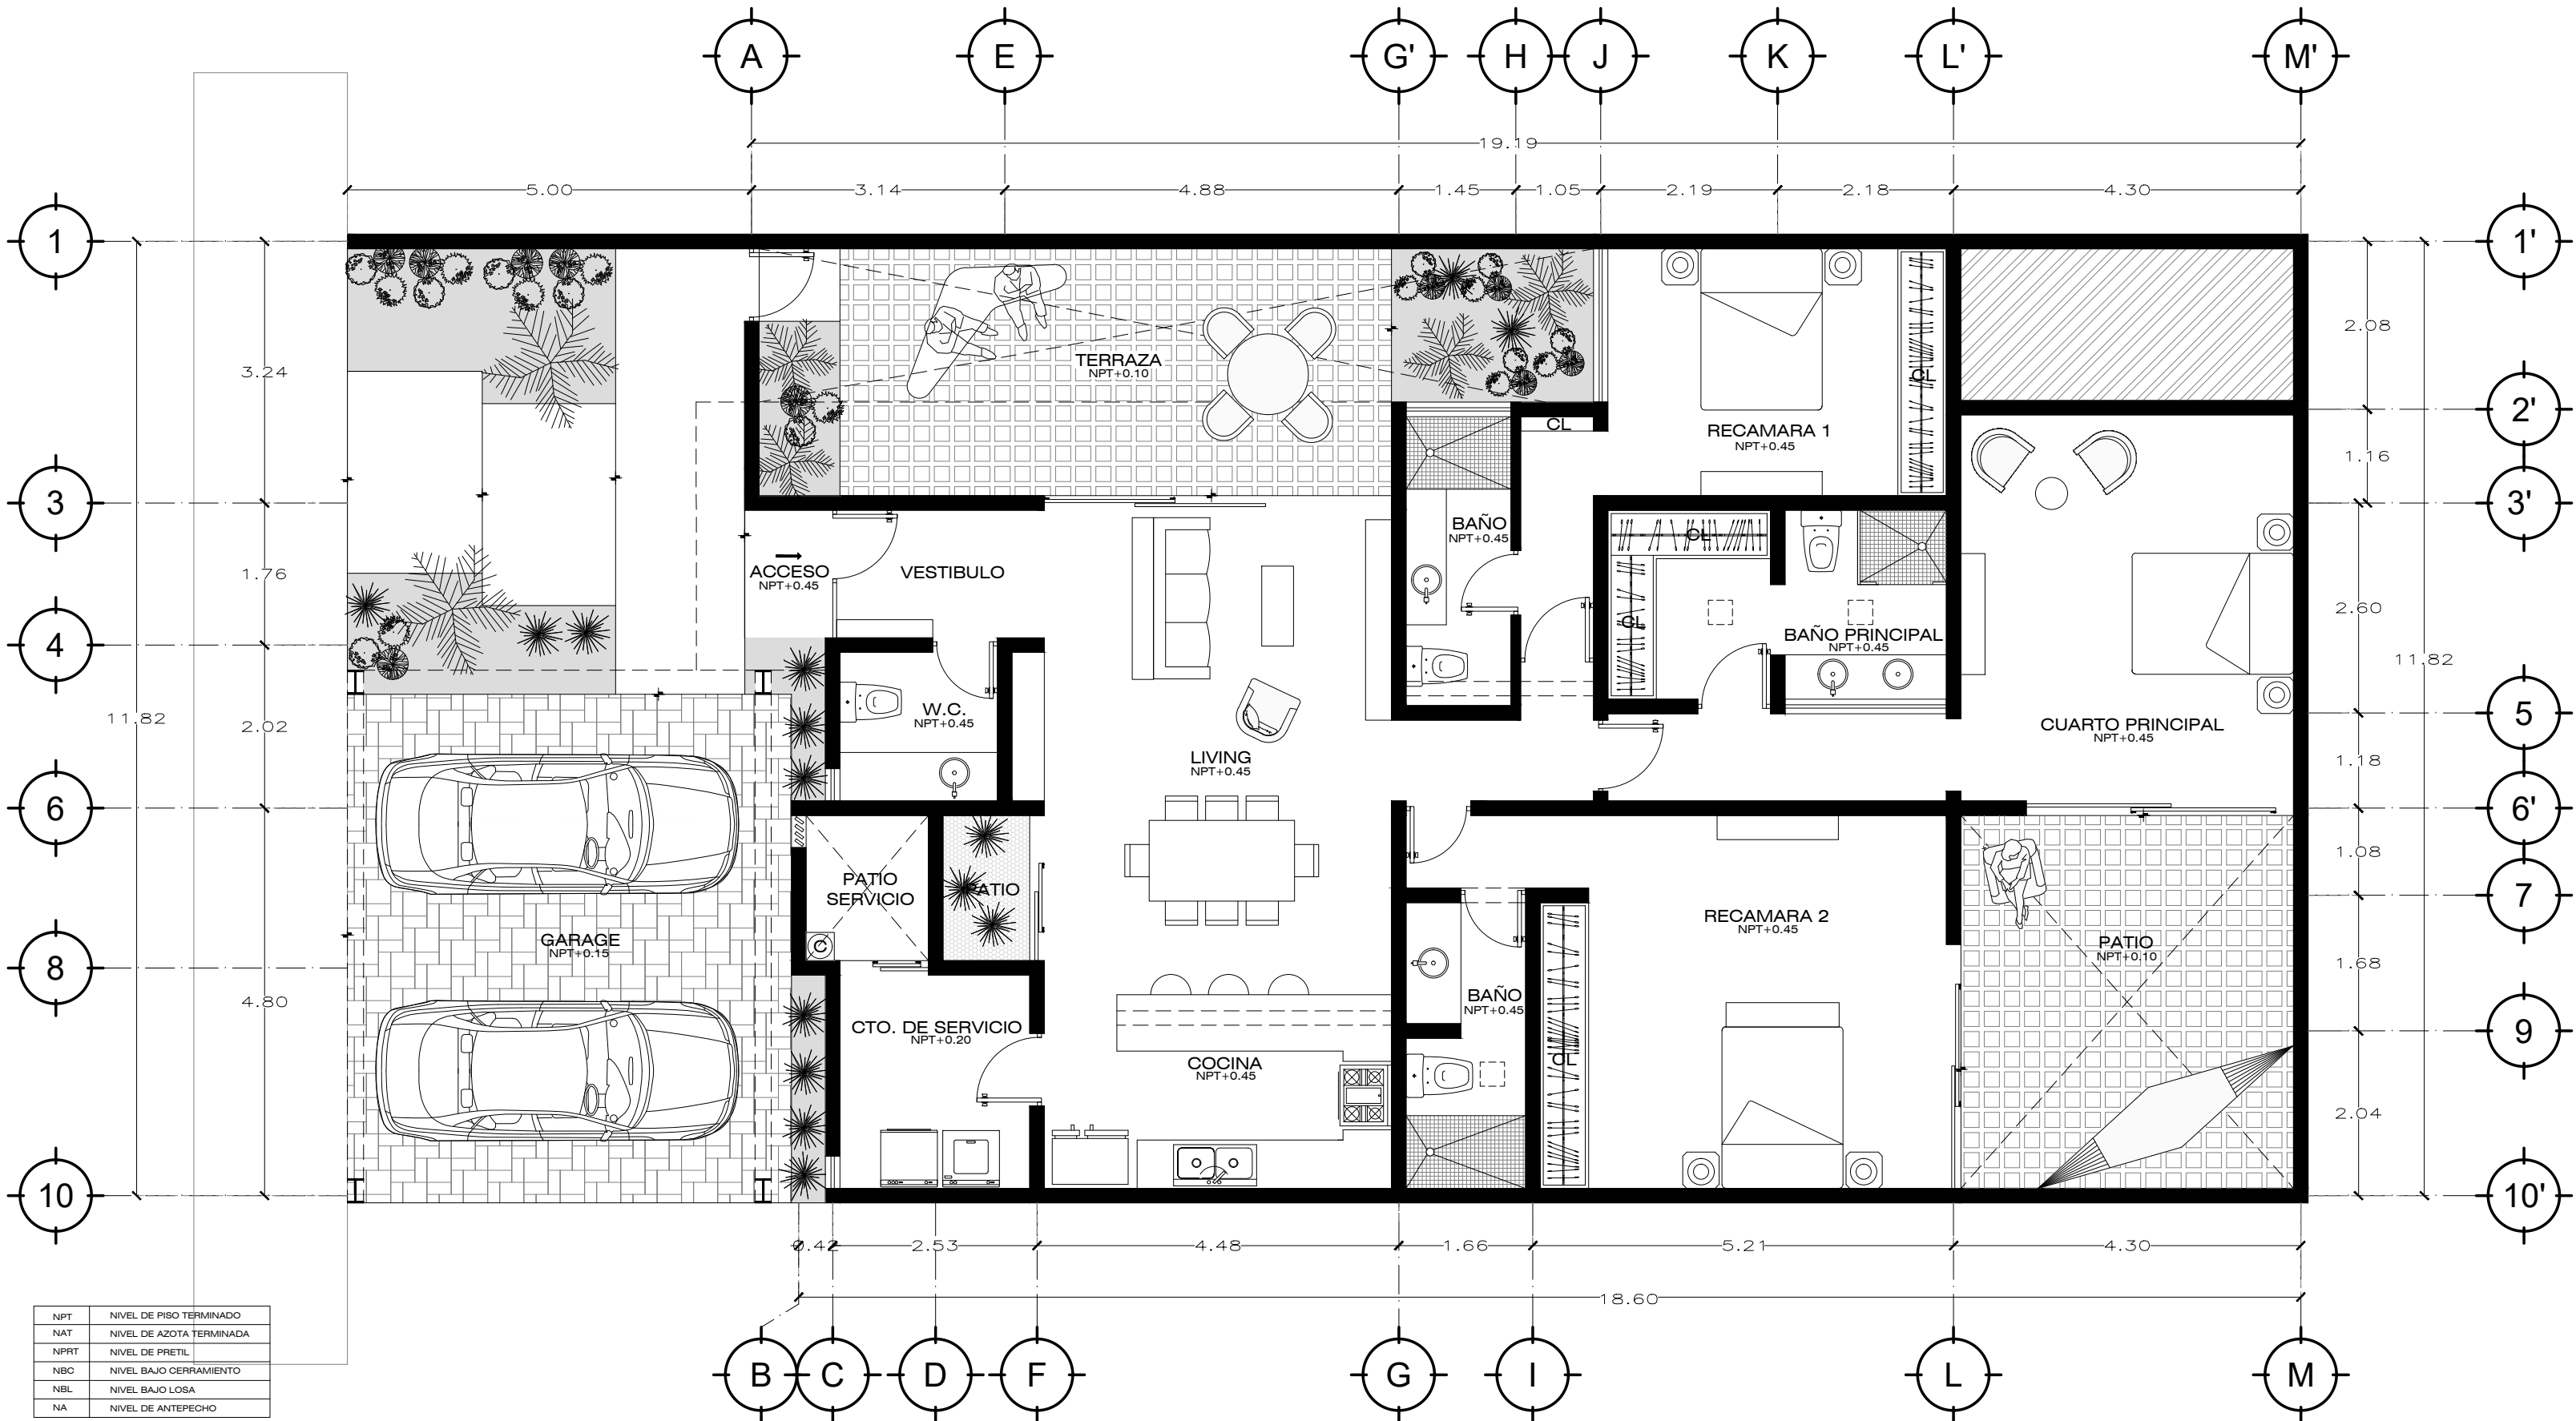 A
E
G'
H
J
K
L'
M'
19.19
5.00
3.14
4.88
1.45
1.05
2.19
2.18
4.30
1
3
4
6
8
10
11.82
3.24
1.76
2.02
4.80
1'
2'
3'
5
6'
7
9
10'
2.08
1.16
2.60
1.18
1.08
1.68
2.04
11.82
TERRAZA
NPT+0.10
CL
RECAMARA 1
NPT+0.45
CL
ACCESO
NPT+0.45
VESTIBULO
BAÑO
NPT+0.45
CL
CL
BAÑO PRINCIPAL
NPT+0.45
CUARTO PRINCIPAL
NPT+0.45
W.C.
NPT+0.45
LIVING
NPT+0.45
PATIO
SERVICIO
PATIO
C
GARAGE
NPT+0.15
RECAMARA 2
NPT+0.45
PATIO
NPT+0.10
BAÑO
NPT+0.45
CTO. DE SERVICIO
NPT+0.20
COCINA
NPT+0.45
CL
0.42
2.53
4.48
1.66
5.21
4.30
18.60
B
C
D
F
G
I
L
M
NPT NIVEL DE PISO TERMINADO
NAT NIVEL DE AZOTA TERMINADA
NPRT NIVEL DE PRETIL
NBC NIVEL BAJO CERRAMIENTO
NBL NIVEL BAJO LOSA
NA NIVEL DE ANTEPECHO